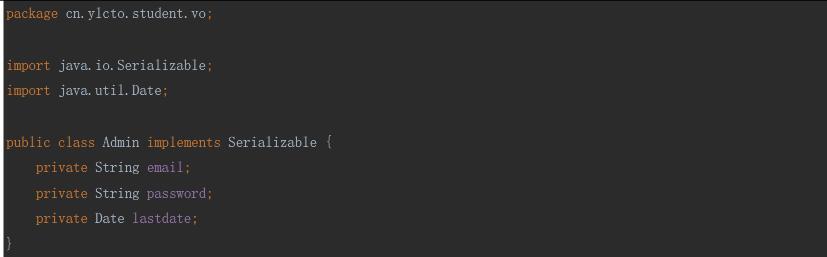 package cn.ylcto.student.vo;
import java.io.Serializable;
import java.util.Date;
public class Admin implements Serializable {
    private String email;
    private String password;
    private Date lastdate;
}